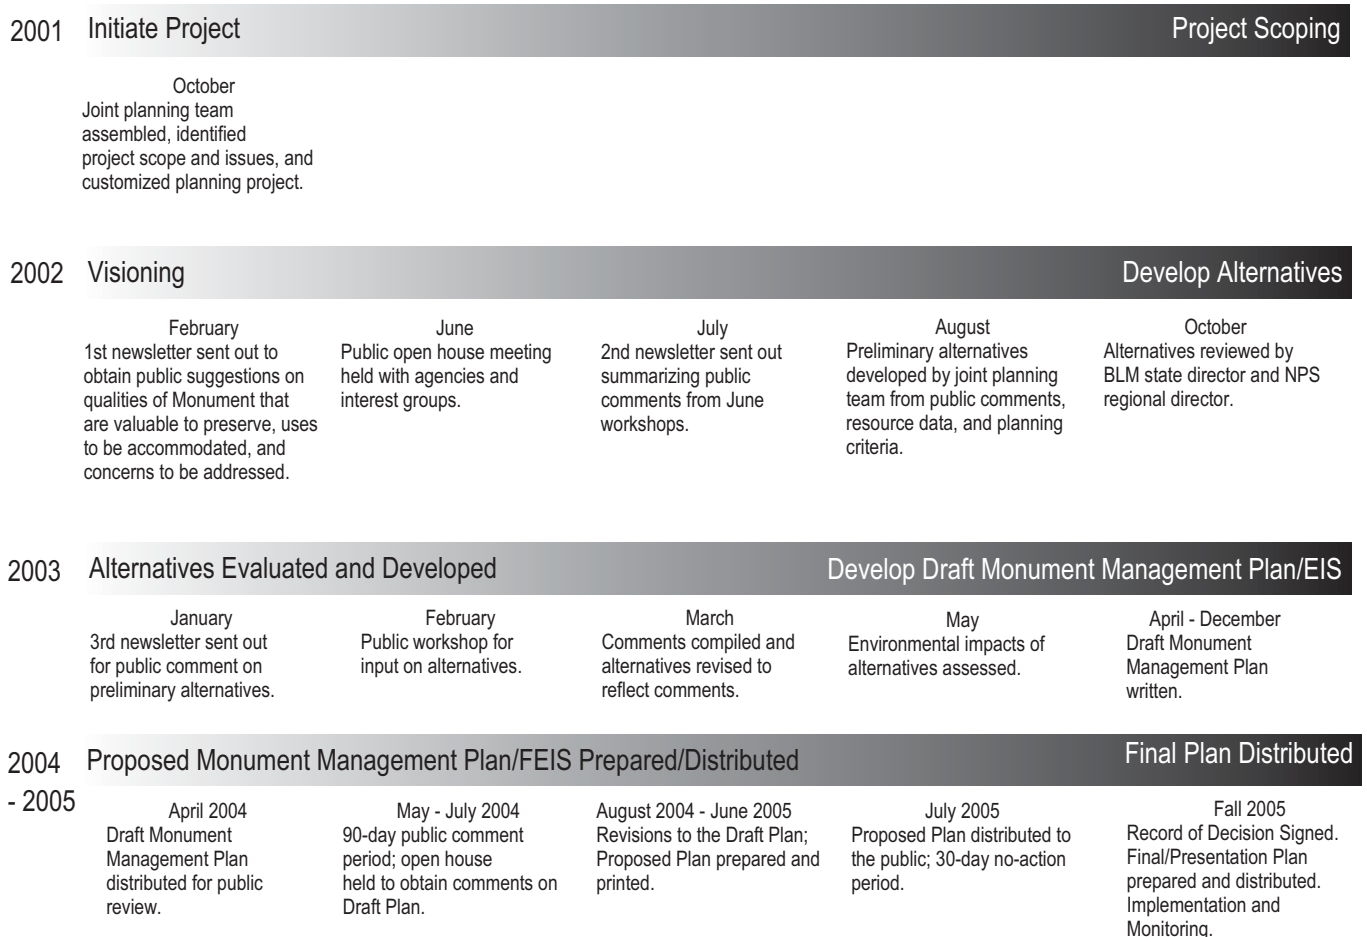 2001 Initiate Project Project Scoping
October
Joint planning team
assembled, identified
project scope and issues, and
customized planning project.
2002 Visioning Develop Alternatives
February
1st newsletter sent out to
obtain public suggestions on
qualities of Monument that
are valuable to preserve, uses
to be accommodated, and
concerns to be addressed.
June
Public open house meeting
held with agencies and
interest groups.
July
2nd newsletter sent out
summarizing public
comments from June
workshops.
August
Preliminary alternatives
developed by joint planning
team from public comments,
resource data, and planning
criteria.
October
Alternatives reviewed by
BLM state director and NPS
regional director.
2003 Alternatives Evaluated and Developed Develop Draft Monument Management Plan/EIS
January
3rd newsletter sent out
for public comment on
preliminary alternatives.
February
Public workshop for
input on alternatives.
March
Comments compiled and
alternatives revised to
reflect comments.
May
Environmental impacts of
alternatives assessed.
April - December
Draft Monument
Management Plan
written.
2004 Proposed Monument Management Plan/FEIS Prepared/Distributed Final Plan Distributed
- 2005
April 2004
Draft Monument
Management Plan
distributed for public
review.
May - July 2004
90-day public comment
period; open house
held to obtain comments on
Draft Plan.
August 2004 - June 2005
Revisions to the Draft Plan;
Proposed Plan prepared and
printed.
July 2005
Proposed Plan distributed to
the public; 30-day no-action
period.
Fall 2005
Record of Decision Signed.
Final/Presentation Plan
prepared and distributed.
Implementation and
Monitoring.